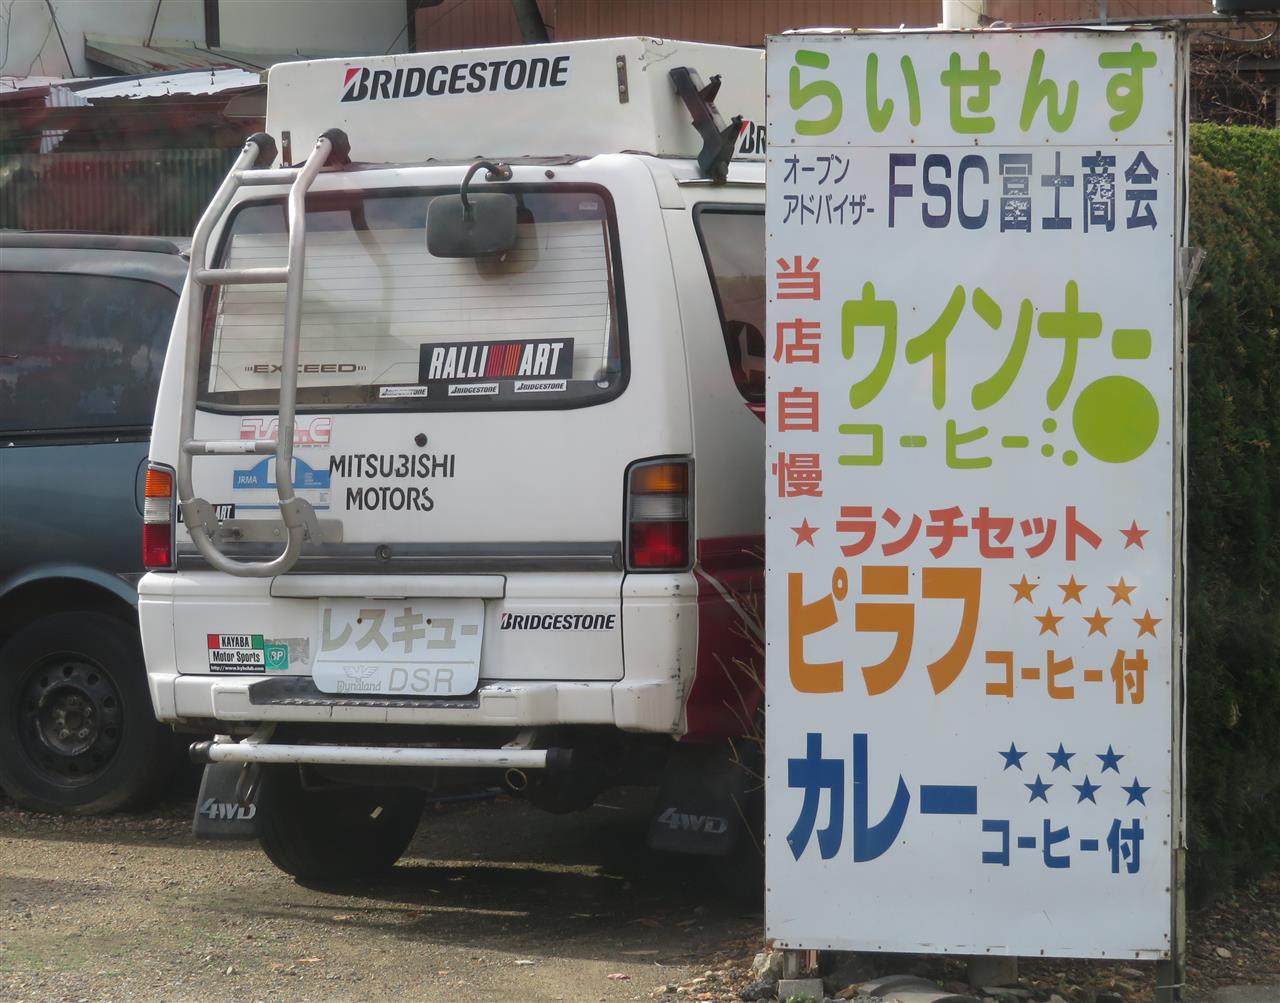 BRIDGESTONE
RALLI ART
EXCEED
BRIDGESTONE BRIDGESTONE BRIDGESTONE
JRMA
MITSUBISHI
MOTORS
ART
BRIDGESTONE
KAYABA
Motor Sports
BP
レスキュー
Dynaland DSR
4WD
4WD
らいせんす
オープン
アドバイザー
FSC冨士商会
当店自慢
ウインナー
コーヒー
★ランチセット★
ピラフ
★★★
★★★
コーヒー付
カレー
★★★
★★★
コーヒー付